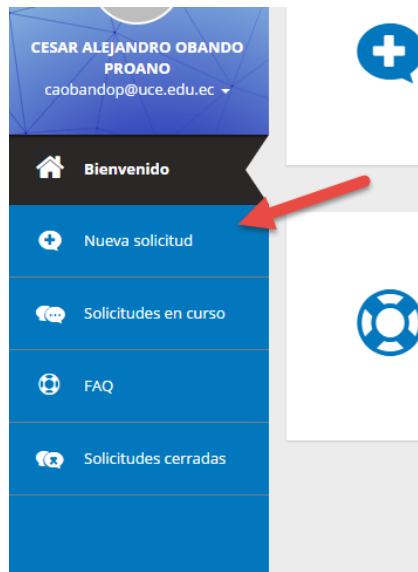 CESAR ALEJANDRO OBANDO
PROANO
caobandop@uce.edu.ec
Bienvenido
Nueva solicitud
Solicitudes en curso
FAQ
Solicitudes cerradas